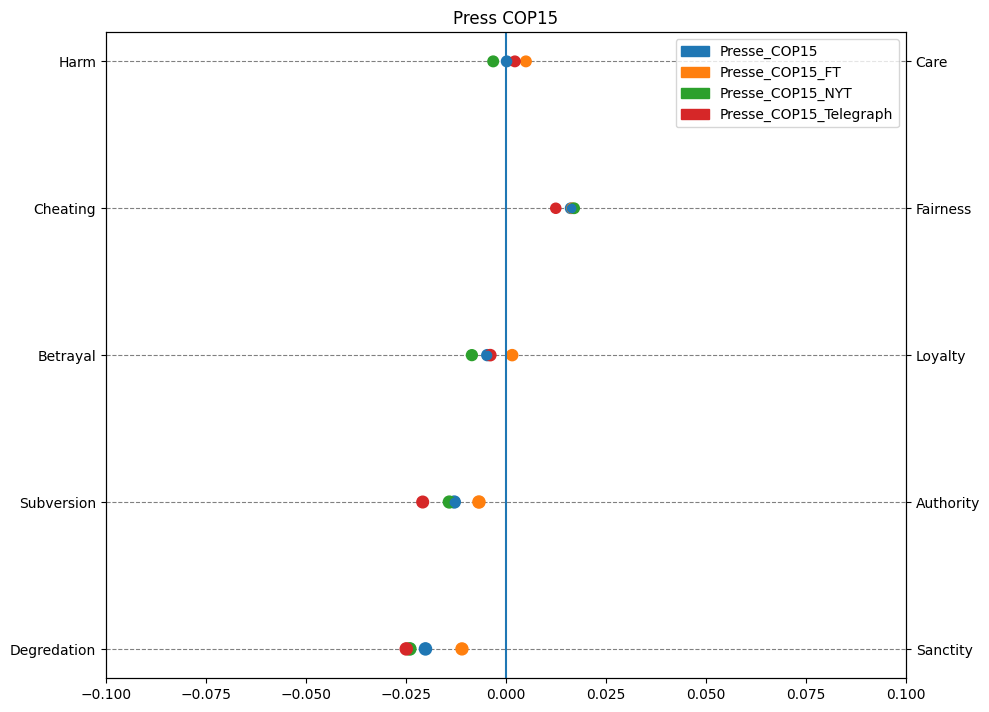 Press COP15
Presse_COP15
Presse_COP15_FT
Presse_COP15_NYT
Presse_COP15_Telegraph
Harm
Care
Cheating
Fairness
Betrayal
Loyalty
Subversion
Authority
Degredation
Sanctity
−0.100 −0.075 −0.050 −0.025 0.000 0.025 0.050 0.075 0.100